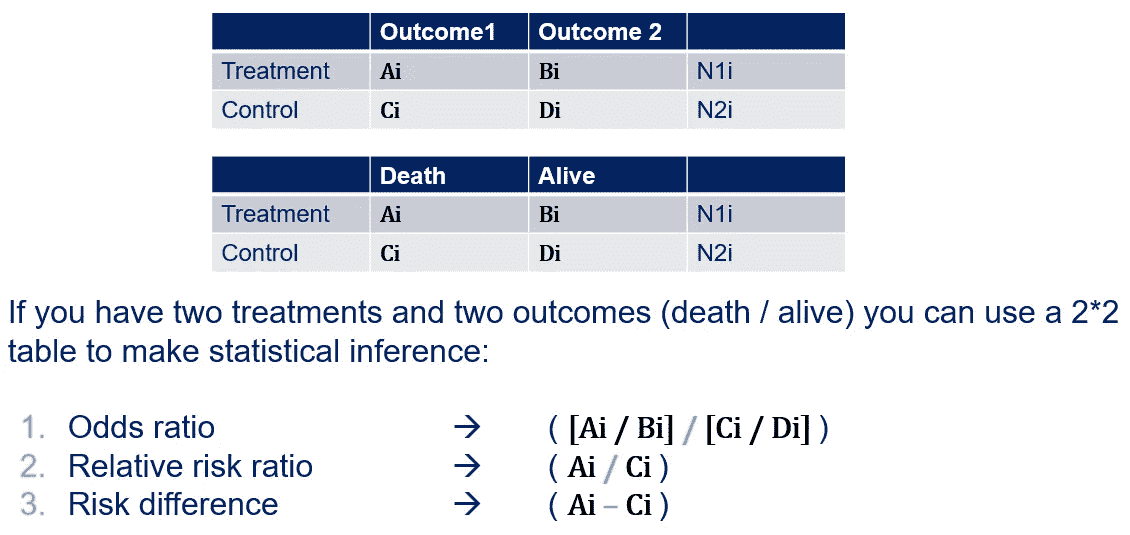 Outcome1 Outcome 2
Treatment Ai Bi N1i
Control Ci Di N2i
Death Alive
Treatment Ai Bi N1i
Control Ci Di N2i
If you have two treatments and two outcomes (death / alive) you can use a 2*2
table to make statistical inference:
1. Odds ratio → ( [Ai / Bi] / [Ci / Di] )
2. Relative risk ratio → ( Ai / Ci )
3. Risk difference → ( Ai – Ci )